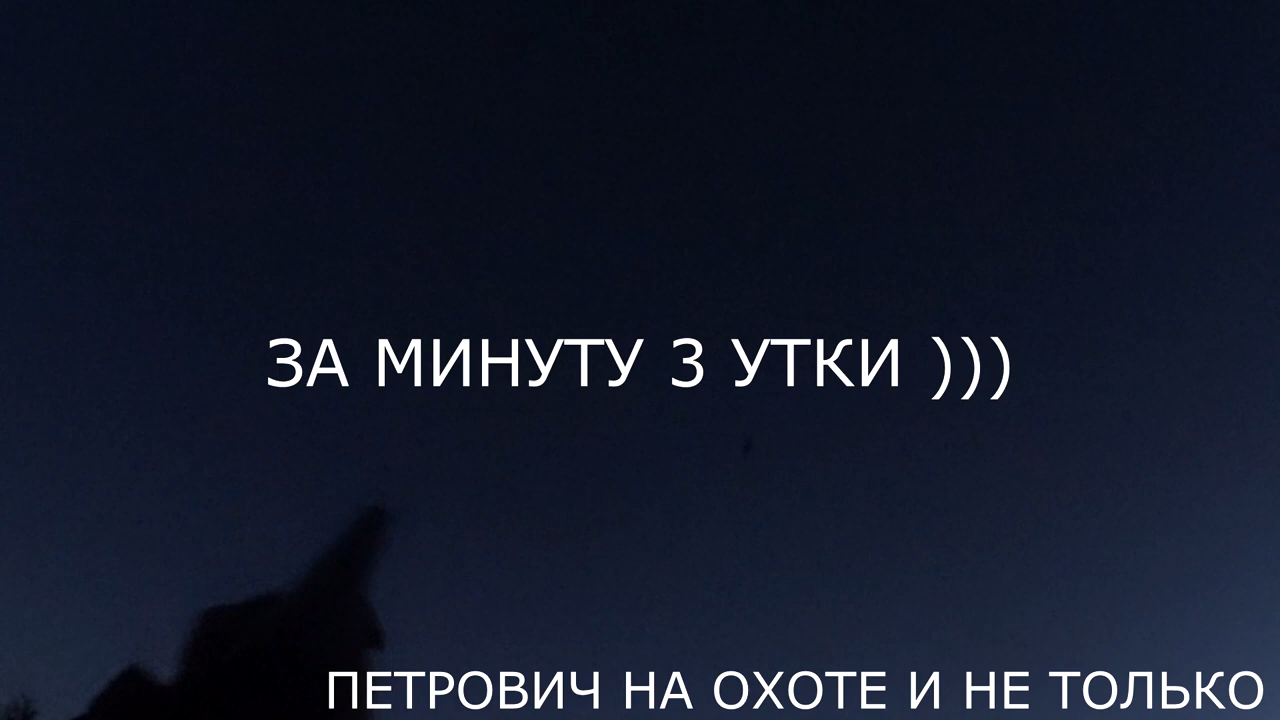 ЗА МИНУТУ 3 УТКИ )))
ПЕТРОВИЧ НА ОХОТЕ И НЕ ТОЛЬКО